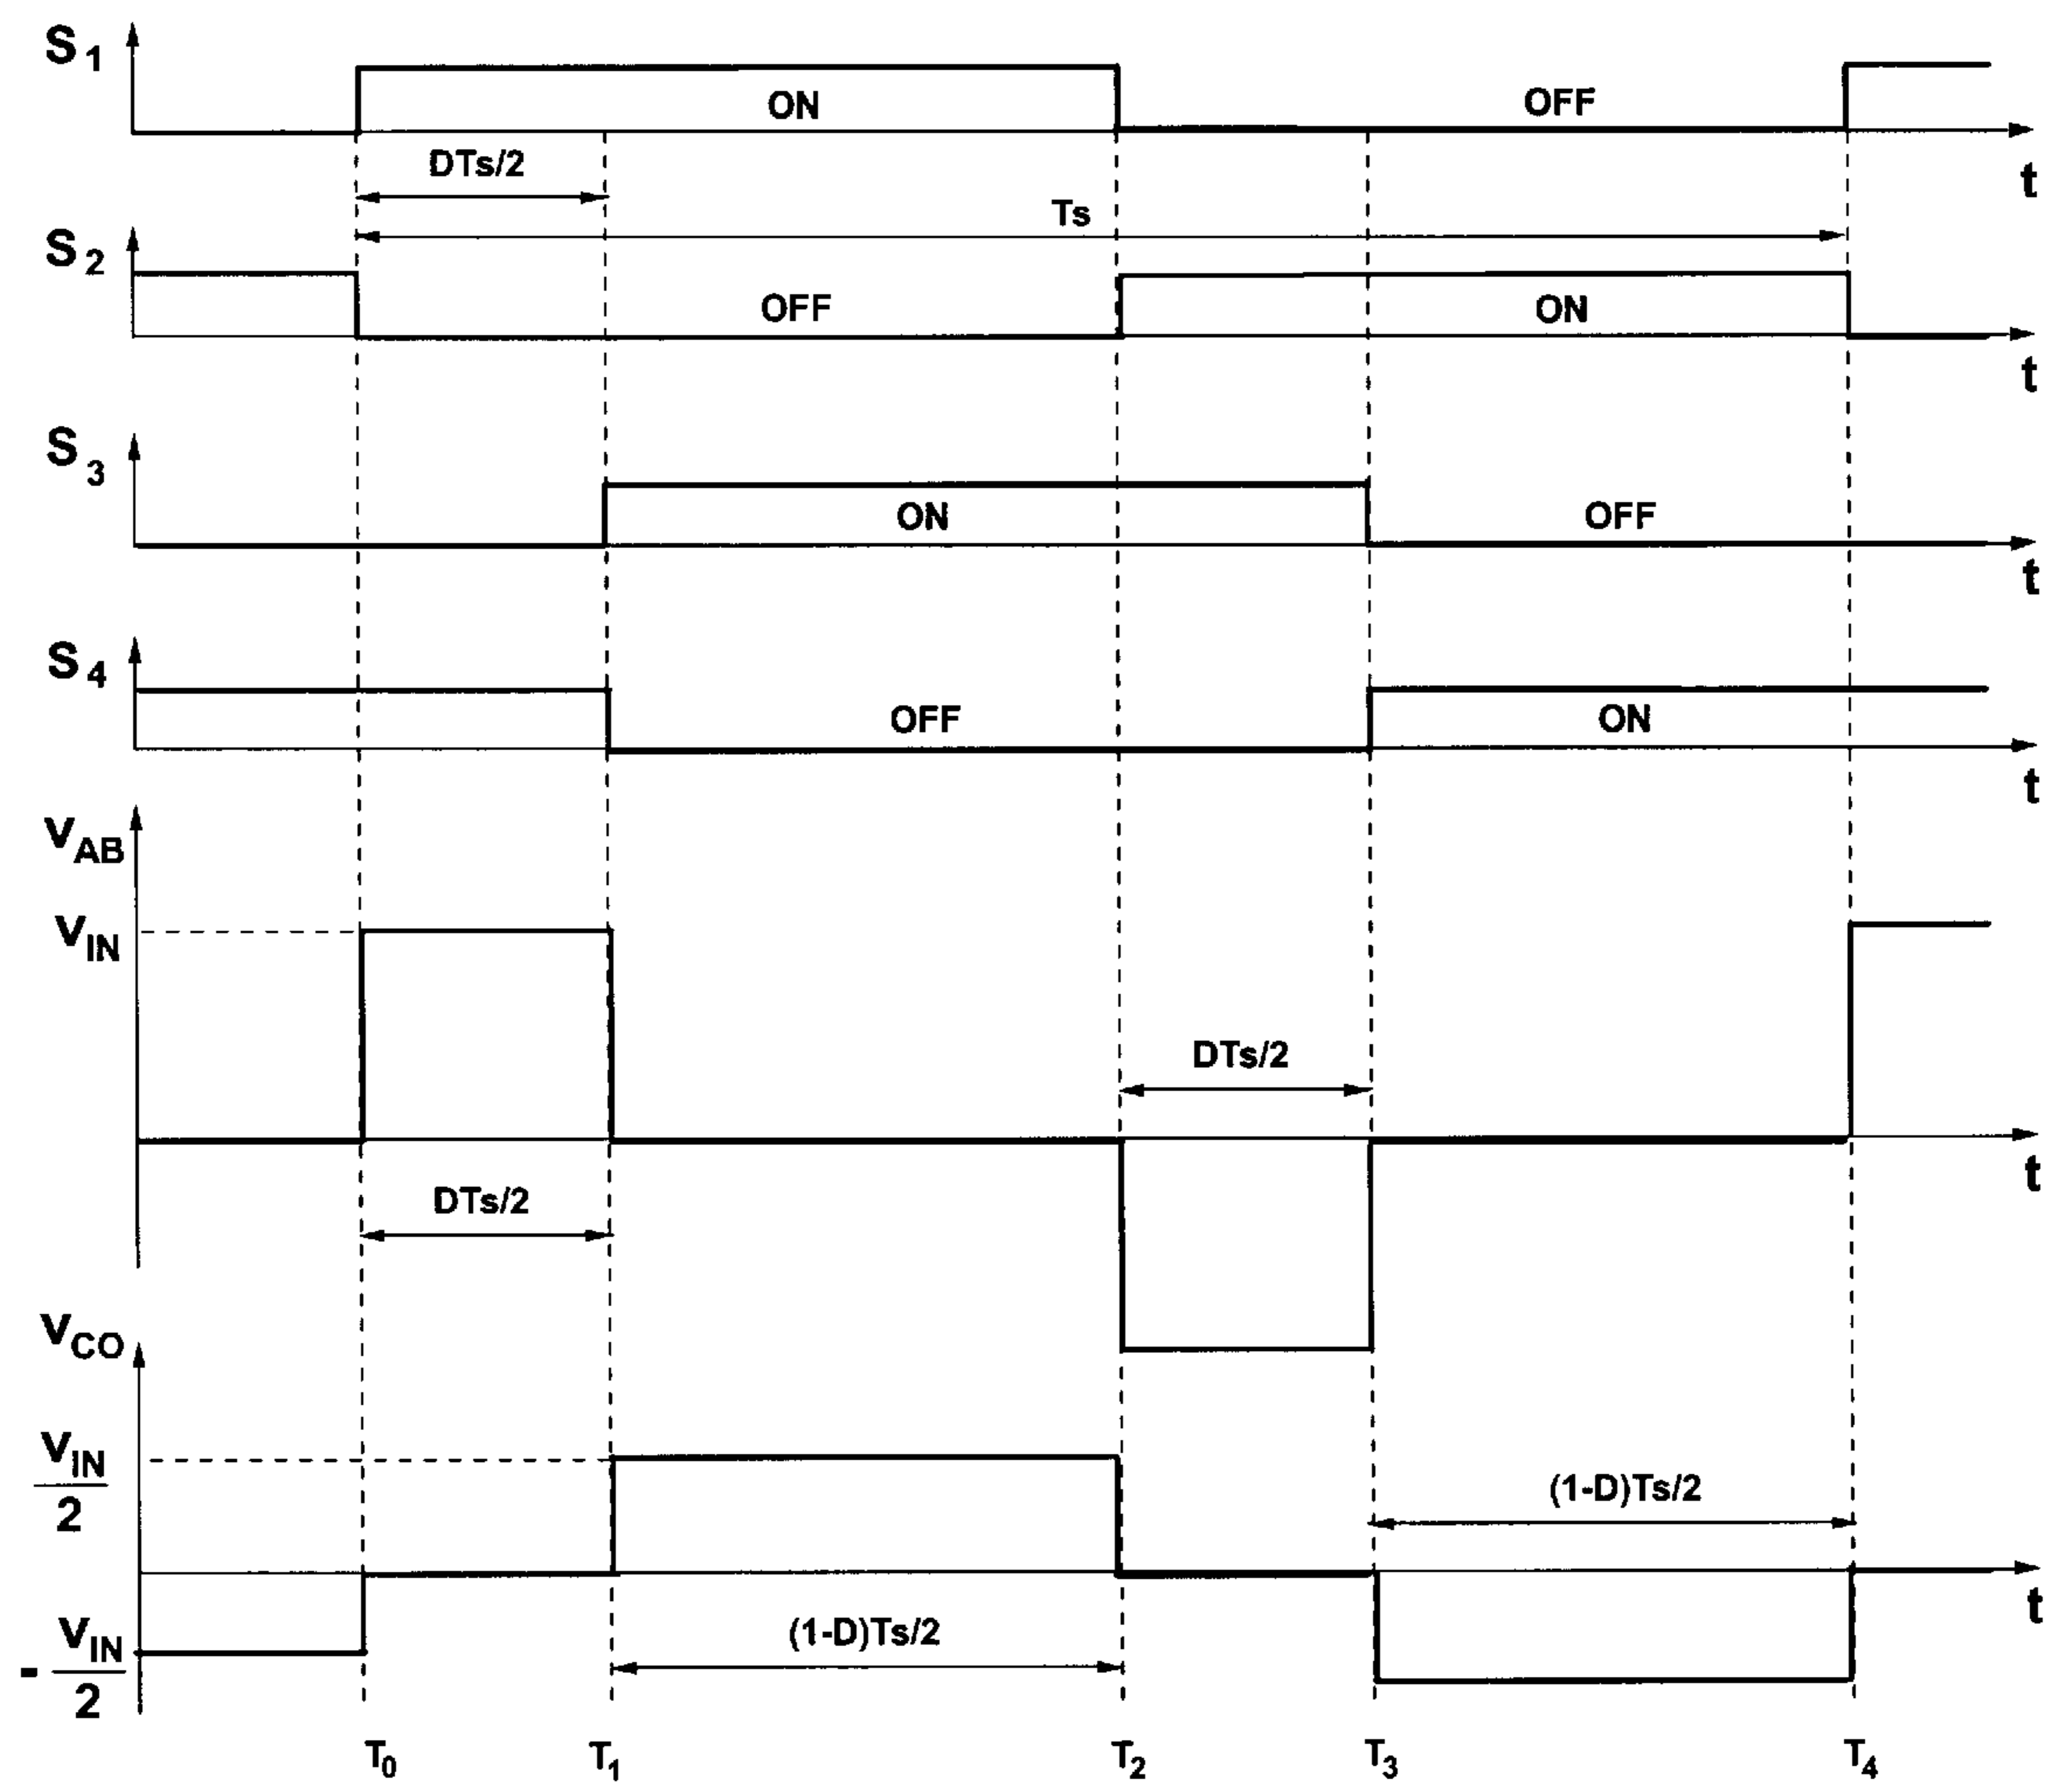 S1
ON
OFF
t
DTs/2
Ts
S2
OFF
ON
t
S3
ON
OFF
t
S4
OFF
ON
t
VAB
VIN
DTs/2
t
DTs/2
VCO
VIN
2
(1-D)Ts/2
t
(1-D)Ts/2
- VIN
2
T0 T1 T2 T3 T4